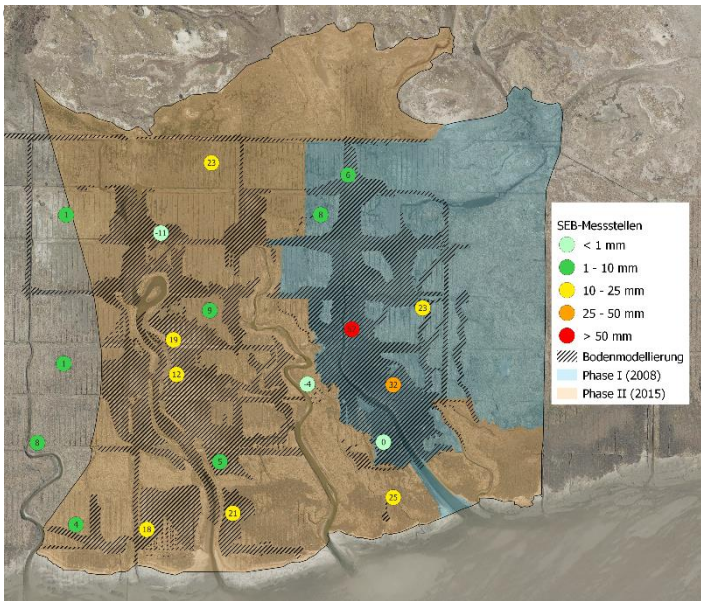 23
6
1
8
-11
9
23
19
1
12
-4
32
8
0
5
25
21
4
18
SEB-Messstellen
< 1 mm
1 - 10 mm
10 - 25 mm
25 - 50 mm
> 50 mm
Bodenmodellierung
Phase I (2008)
Phase II (2015)